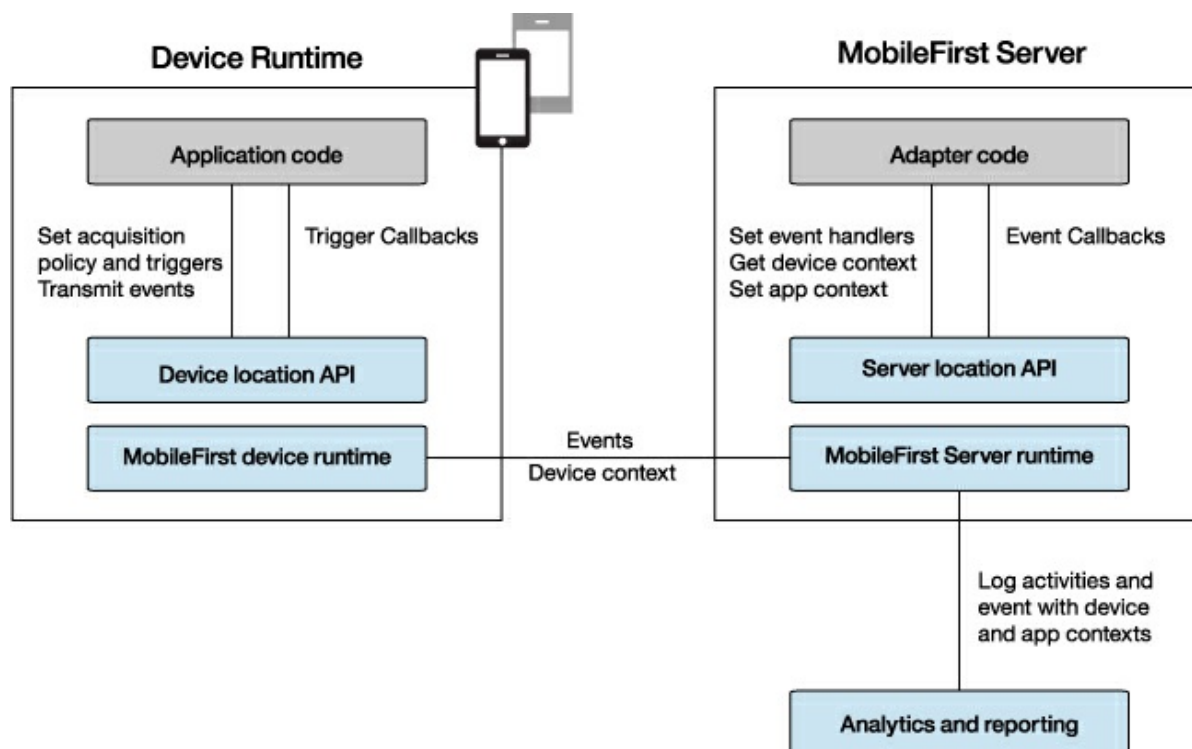 Device Runtime
MobileFirst Server
Application code
Adapter code
Set acquisition
policy and triggers
Transmit events
Trigger Callbacks
Set event handlers
Get device context
Set app context
Event Callbacks
Device location API
Server location API
MobileFirst device runtime
Events
Device context
MobileFirst Server runtime
Log activities and
event with device
and app contexts
Analytics and reporting